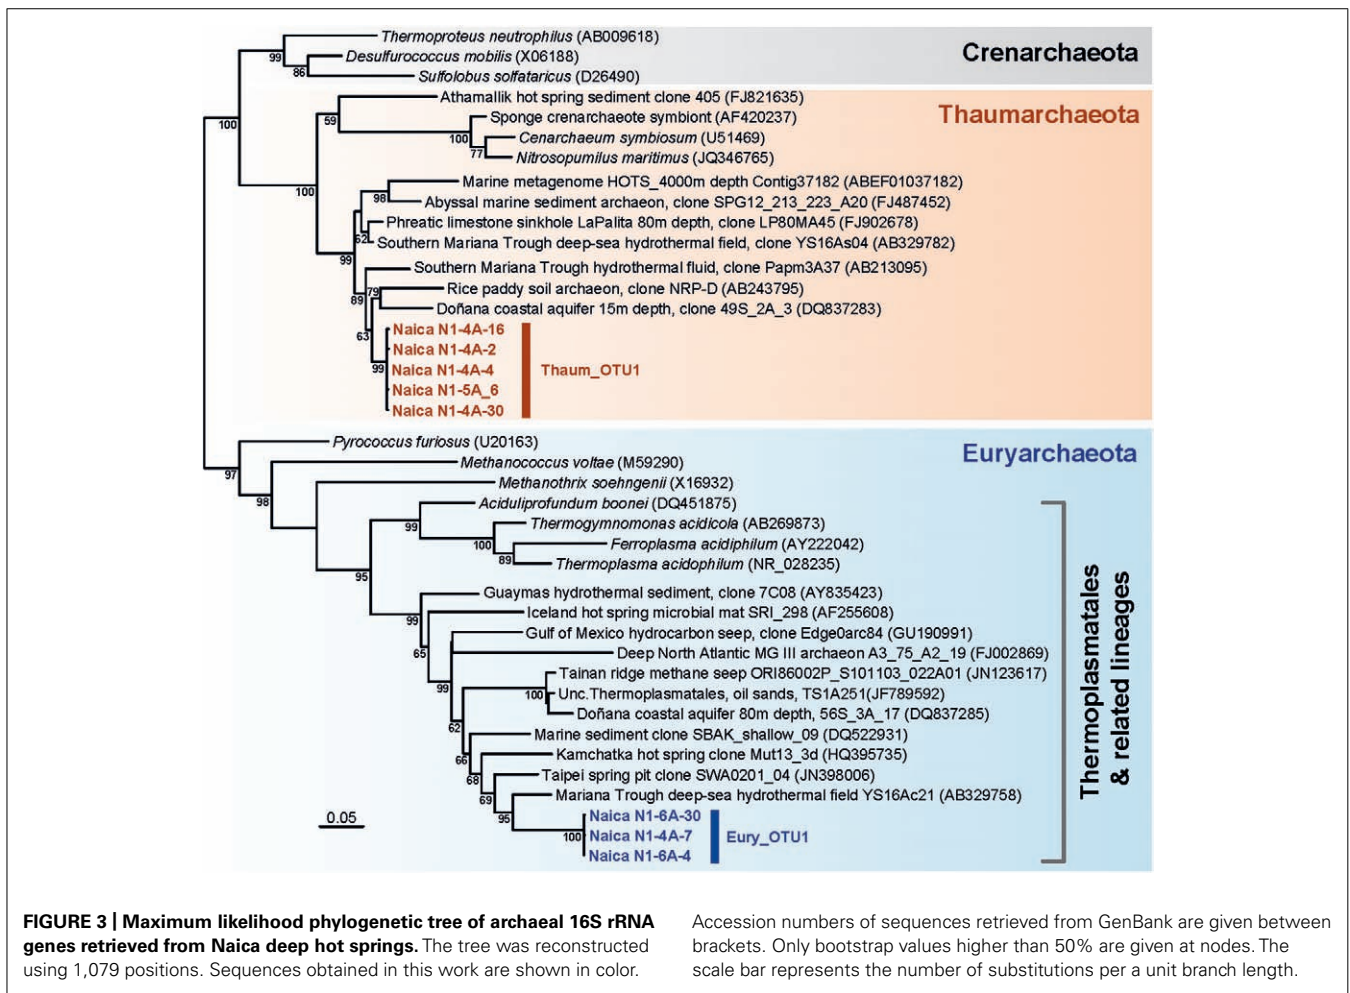 Thermoproteus neutrophilus (AB009618)
99
Desulfurococcus mobilis (X06188)
86
Sulfolobus solfataricus (D26490)
Crenarchaeota
100
Athamallik hot spring sediment clone 405 (FJ821635)
Thaumarchaeota
59
Sponge crenarchaeote symbiont (AF420237)
100
Cenarchaeum symbiosum (U51469)
77
Nitrosopumilus maritimus (JQ346765)
100
Marine metagenome HOTS_4000m depth Contig37182 (ABEF01037182)
98
Abyssal marine sediment archaeon, clone SPG12_213_223_A20 (FJ487452)
Phreatic limestone sinkhole LaPalita 80m depth, clone LP80MA45 (FJ902678)
62
Southern Mariana Trough deep-sea hydrothermal field, clone YS16As04 (AB329782)
99
Southern Mariana Trough hydrothermal fluid, clone Papm3A37 (AB213095)
89
79
Rice paddy soil archaeon, clone NRP-D (AB243795)
Doñana coastal aquifer 15m depth, clone 49S_2A_3 (DQ837283)
63
Naica N1-4A-16
Naica N1-4A-2
99
Naica N1-4A-4
Thaum_OTU1
Naica N1-5A_6
Naica N1-4A-30
Pyrococcus furiosus (U20163)
Euryarchaeota
97
Methanococcus voltae (M59290)
98
Methanothrix soehngenii (X16932)
Aciduliprofundum boonei (DQ451875)
99
Thermogymnomonas acidicola (AB269873)
100
Ferroplasma acidiphilum (AY222042)
89
Thermoplasma acidophilum (NR_028235)
95
Guaymas hydrothermal sediment, clone 7C08 (AY835423)
99
Iceland hot spring microbial mat SRI_298 (AF255608)
Gulf of Mexico hydrocarbon seep, clone Edge0arc84 (GU190991)
65
Deep North Atlantic MG III archaeon A3_75_A2_19 (FJ002869)
Tainan ridge methane seep ORI86002P_S101103_022A01 (JN123617)
99
100
Unc.Thermoplasmatales, oil sands, TS1A251(JF789592)
Doñana coastal aquifer 80m depth, 56S_3A_17 (DQ837285)
62
Marine sediment clone SBAK_shallow_09 (DQ522931)
66
Kamchatka hot spring clone Mut13_3d (HQ395735)
68
Taipei spring pit clone SWA0201_04 (JN398006)
69
Mariana Trough deep-sea hydrothermal field YS16Ac21 (AB329758)
95
Naica N1-6A-30
100
Naica N1-4A-7
Eury_OTU1
Naica N1-6A-4
Thermoplasmatales
& related lineages
0.05
FIGURE 3 | Maximum likelihood phylogenetic tree of archaeal 16S rRNA
genes retrieved from Naica deep hot springs. The tree was reconstructed
using 1,079 positions. Sequences obtained in this work are shown in color.
Accession numbers of sequences retrieved from GenBank are given between
brackets. Only bootstrap values higher than 50% are given at nodes. The
scale bar represents the number of substitutions per a unit branch length.